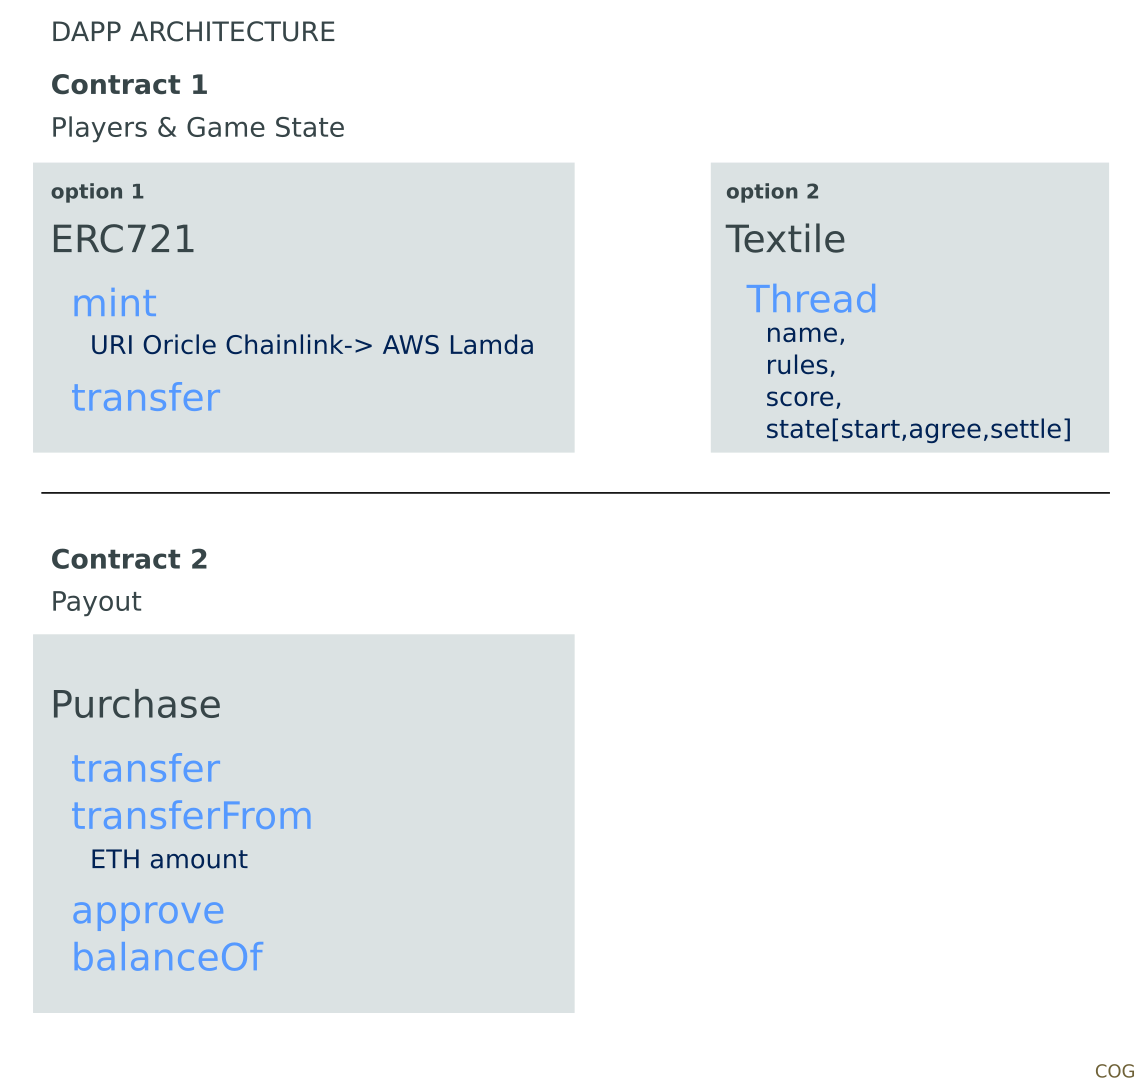 DAPP ARCHITECTURE
Contract 1
Players & Game State
option 1
ERC721
mint
URI Oricle Chainlink-> AWS Lamda
transfer
option 2
Textile
Thread
name,
rules,
score,
state[start,agree,settle]
Contract 2
Payout
Purchase
transfer
transferFrom
ETH amount
approve
balanceOf
COG